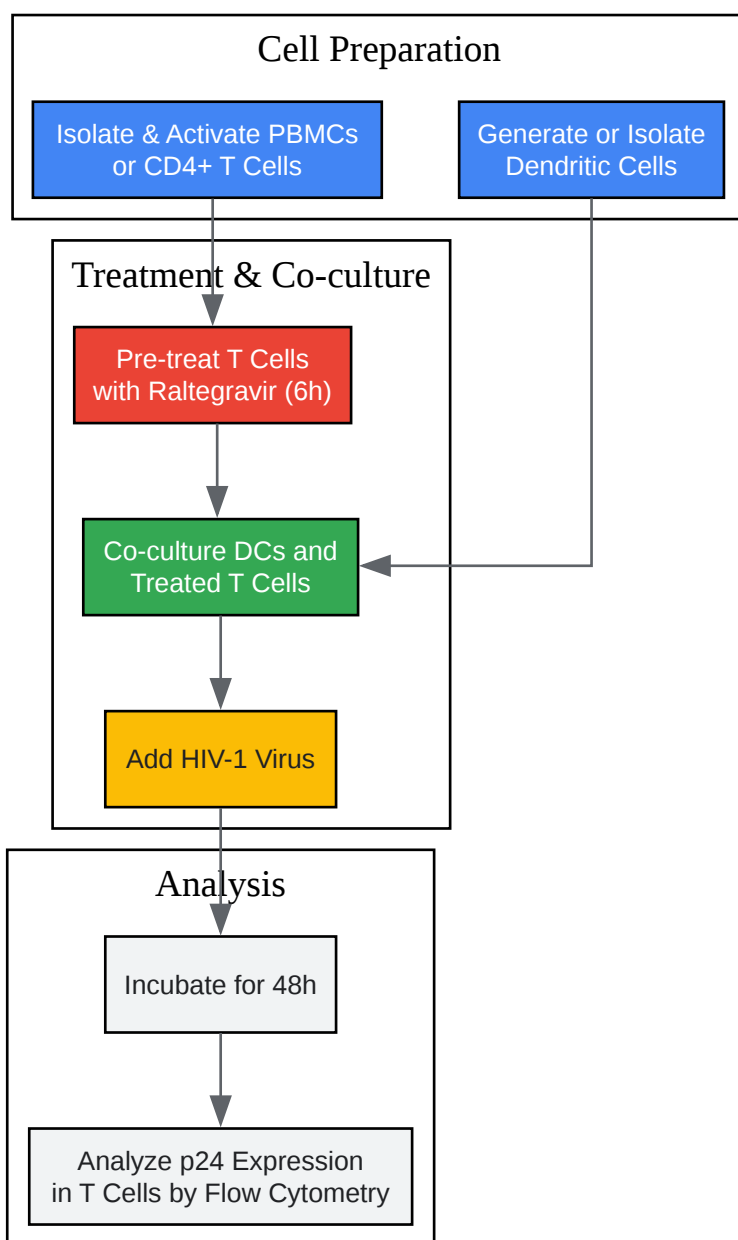 Cell Preparation
Isolate & Activate PBMCs
or CD4+ T Cells
Generate or Isolate
Dendritic Cells
Treatment & Co-culture
Pre-treat T Cells
with Raltegravir (6h)
Co-culture DCs and
Treated T Cells
Add HIV-1 Virus
Analysis
Incubate for 48h
Analyze p24 Expression
in T Cells by Flow Cytometry